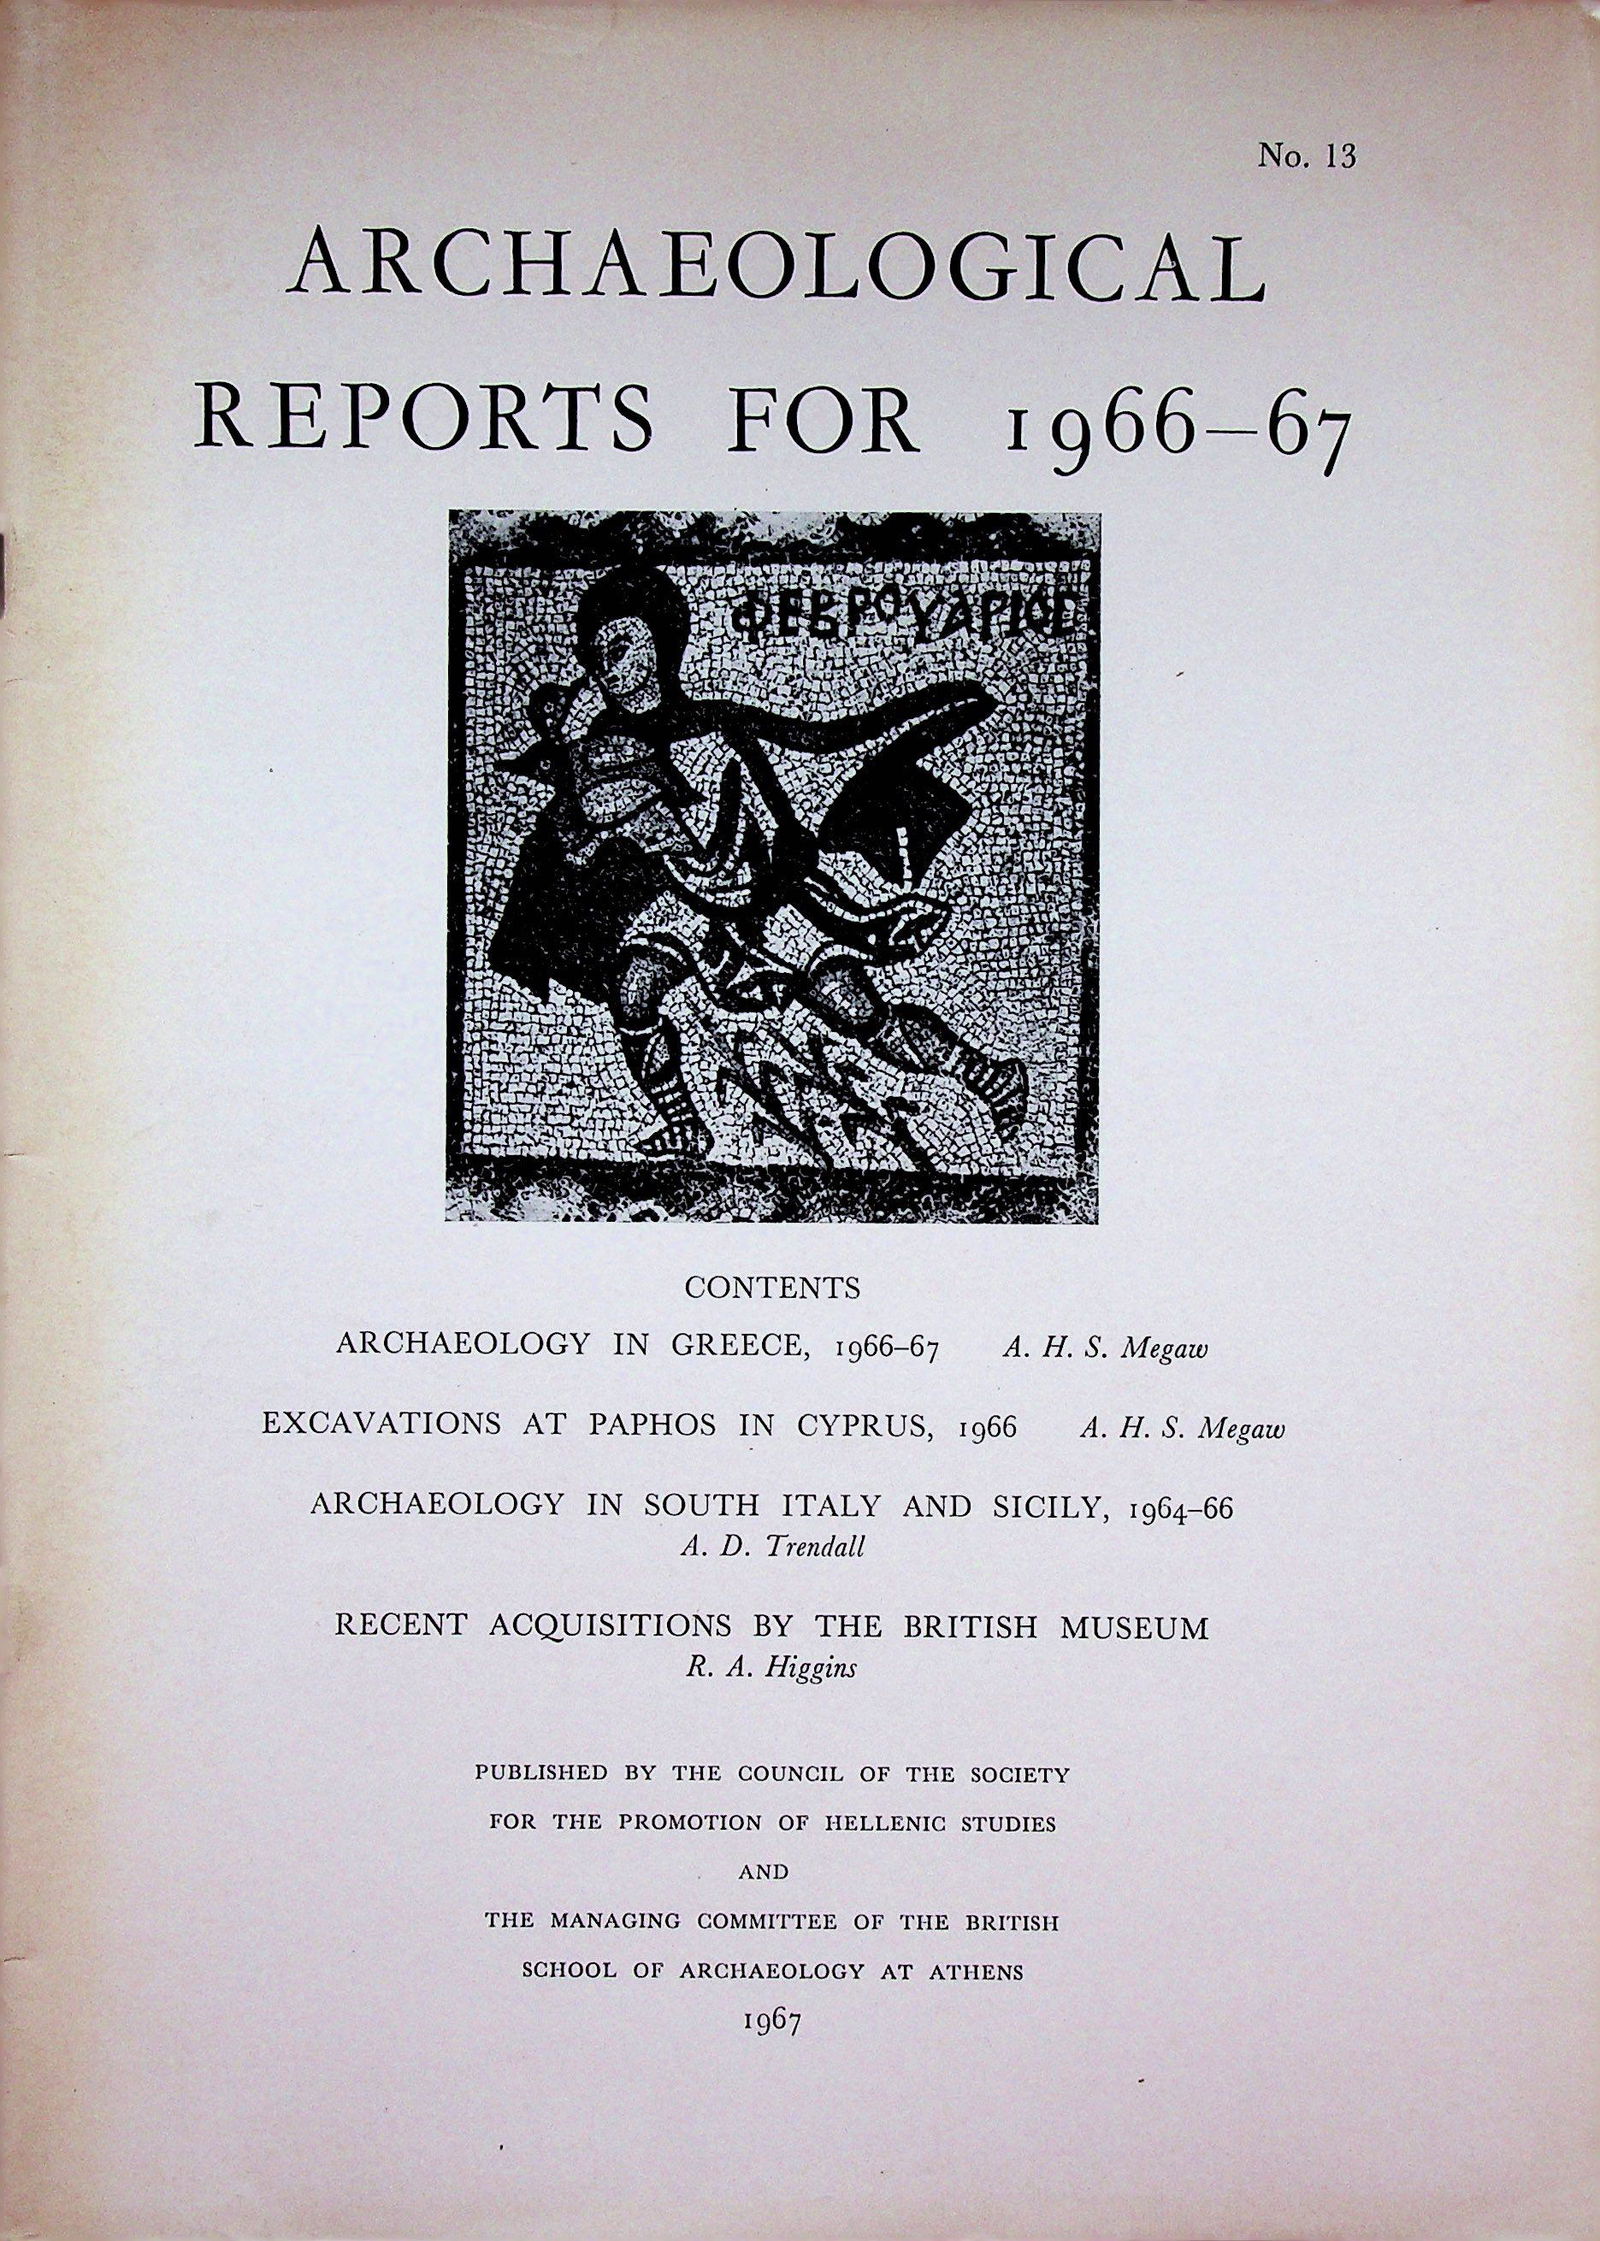 No. 13
ARCHAEOLOGICAL
REPORTS FOR 1966–67
ΦΕΒΡΟΥΑΡΙΟC
CONTENTS
ARCHAEOLOGY IN GREECE, 1966–67 A. H. S. Megaw
EXCAVATIONS AT PAPHOS IN CYPRUS, 1966 A. H. S. Megaw
ARCHAEOLOGY IN SOUTH ITALY AND SICILY, 1964–66
A. D. Trendall
RECENT ACQUISITIONS BY THE BRITISH MUSEUM
R. A. Higgins
PUBLISHED BY THE COUNCIL OF THE SOCIETY
FOR THE PROMOTION OF HELLENIC STUDIES
AND
THE MANAGING COMMITTEE OF THE BRITISH
SCHOOL OF ARCHAEOLOGY AT ATHENS
1967